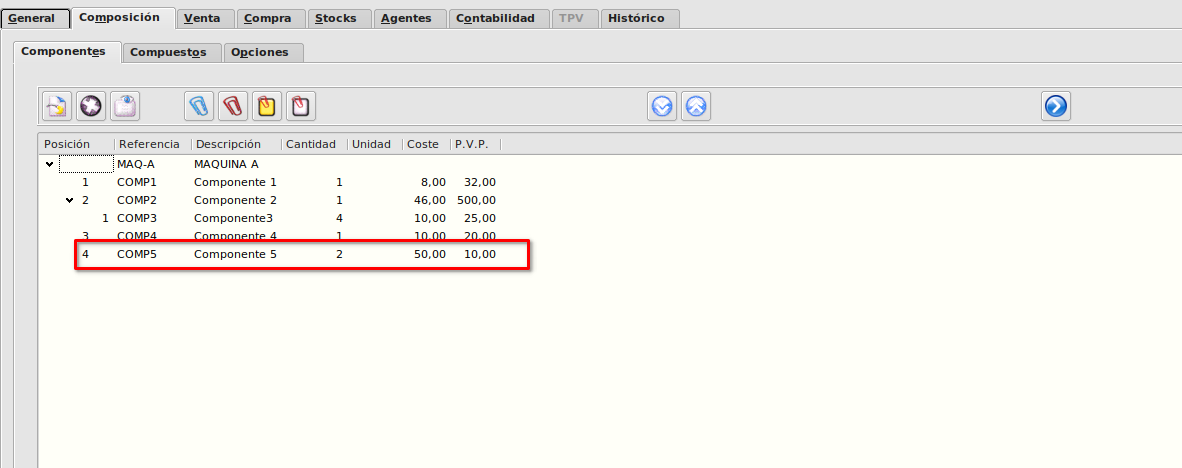 General Composición Venta Compra Stocks Agentes Contabilidad TPV Histórico
Componentes Compuestos Opciones
Posición Referencia Descripción Cantidad Unidad Coste P.V.P.
MAQ-A MAQUINA A
1 COMP1 Componente 1 1 8,00 32,00
2 COMP2 Componente 2 1 46,00 500,00
1 COMP3 Componente3 4 10,00 25,00
3 COMP4 Componente 4 1 10,00 20,00
4 COMP5 Componente 5 2 50,00 10,00